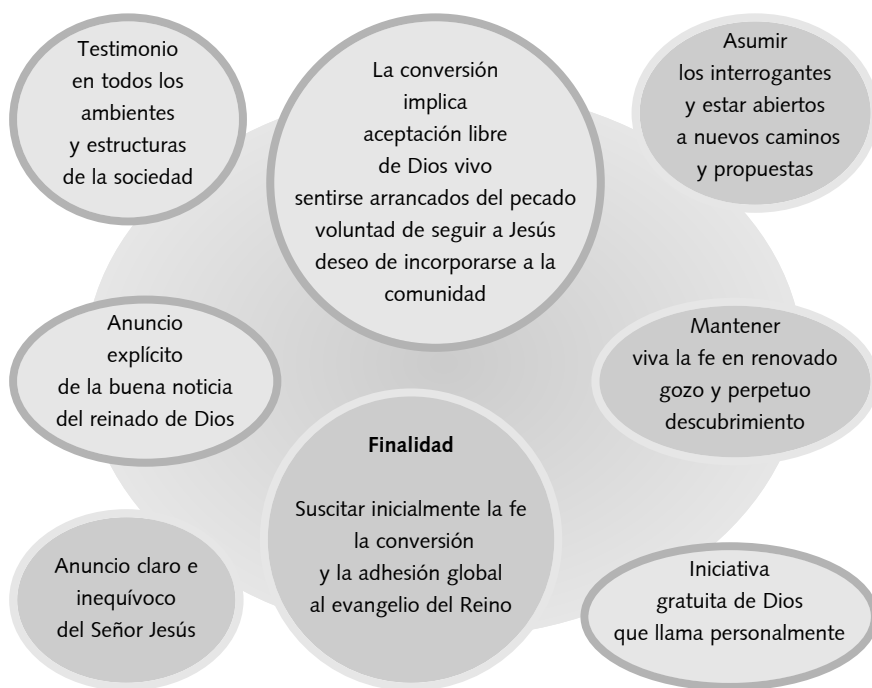 Testimonio
en todos los
ambientes
y estructuras
de la sociedad
La conversión
implica
aceptación libre
de Dios vivo
sentirse arrancados del pecado
voluntad de seguir a Jesús
deseo de incorporarse a la
comunidad
Asumir
los interrogantes
y estar abiertos
a nuevos caminos
y propuestas
Anuncio
explícito
de la buena noticia
del reinado de Dios
Mantener
viva la fe en renovado
gozo y perpetuo
descubrimiento
Finalidad
Suscitar inicialmente la fe
la conversión
y la adhesión global
al evangelio del Reino
Anuncio claro e
inequívoco
del Señor Jesús
Iniciativa
gratuita de Dios
que llama personalmente